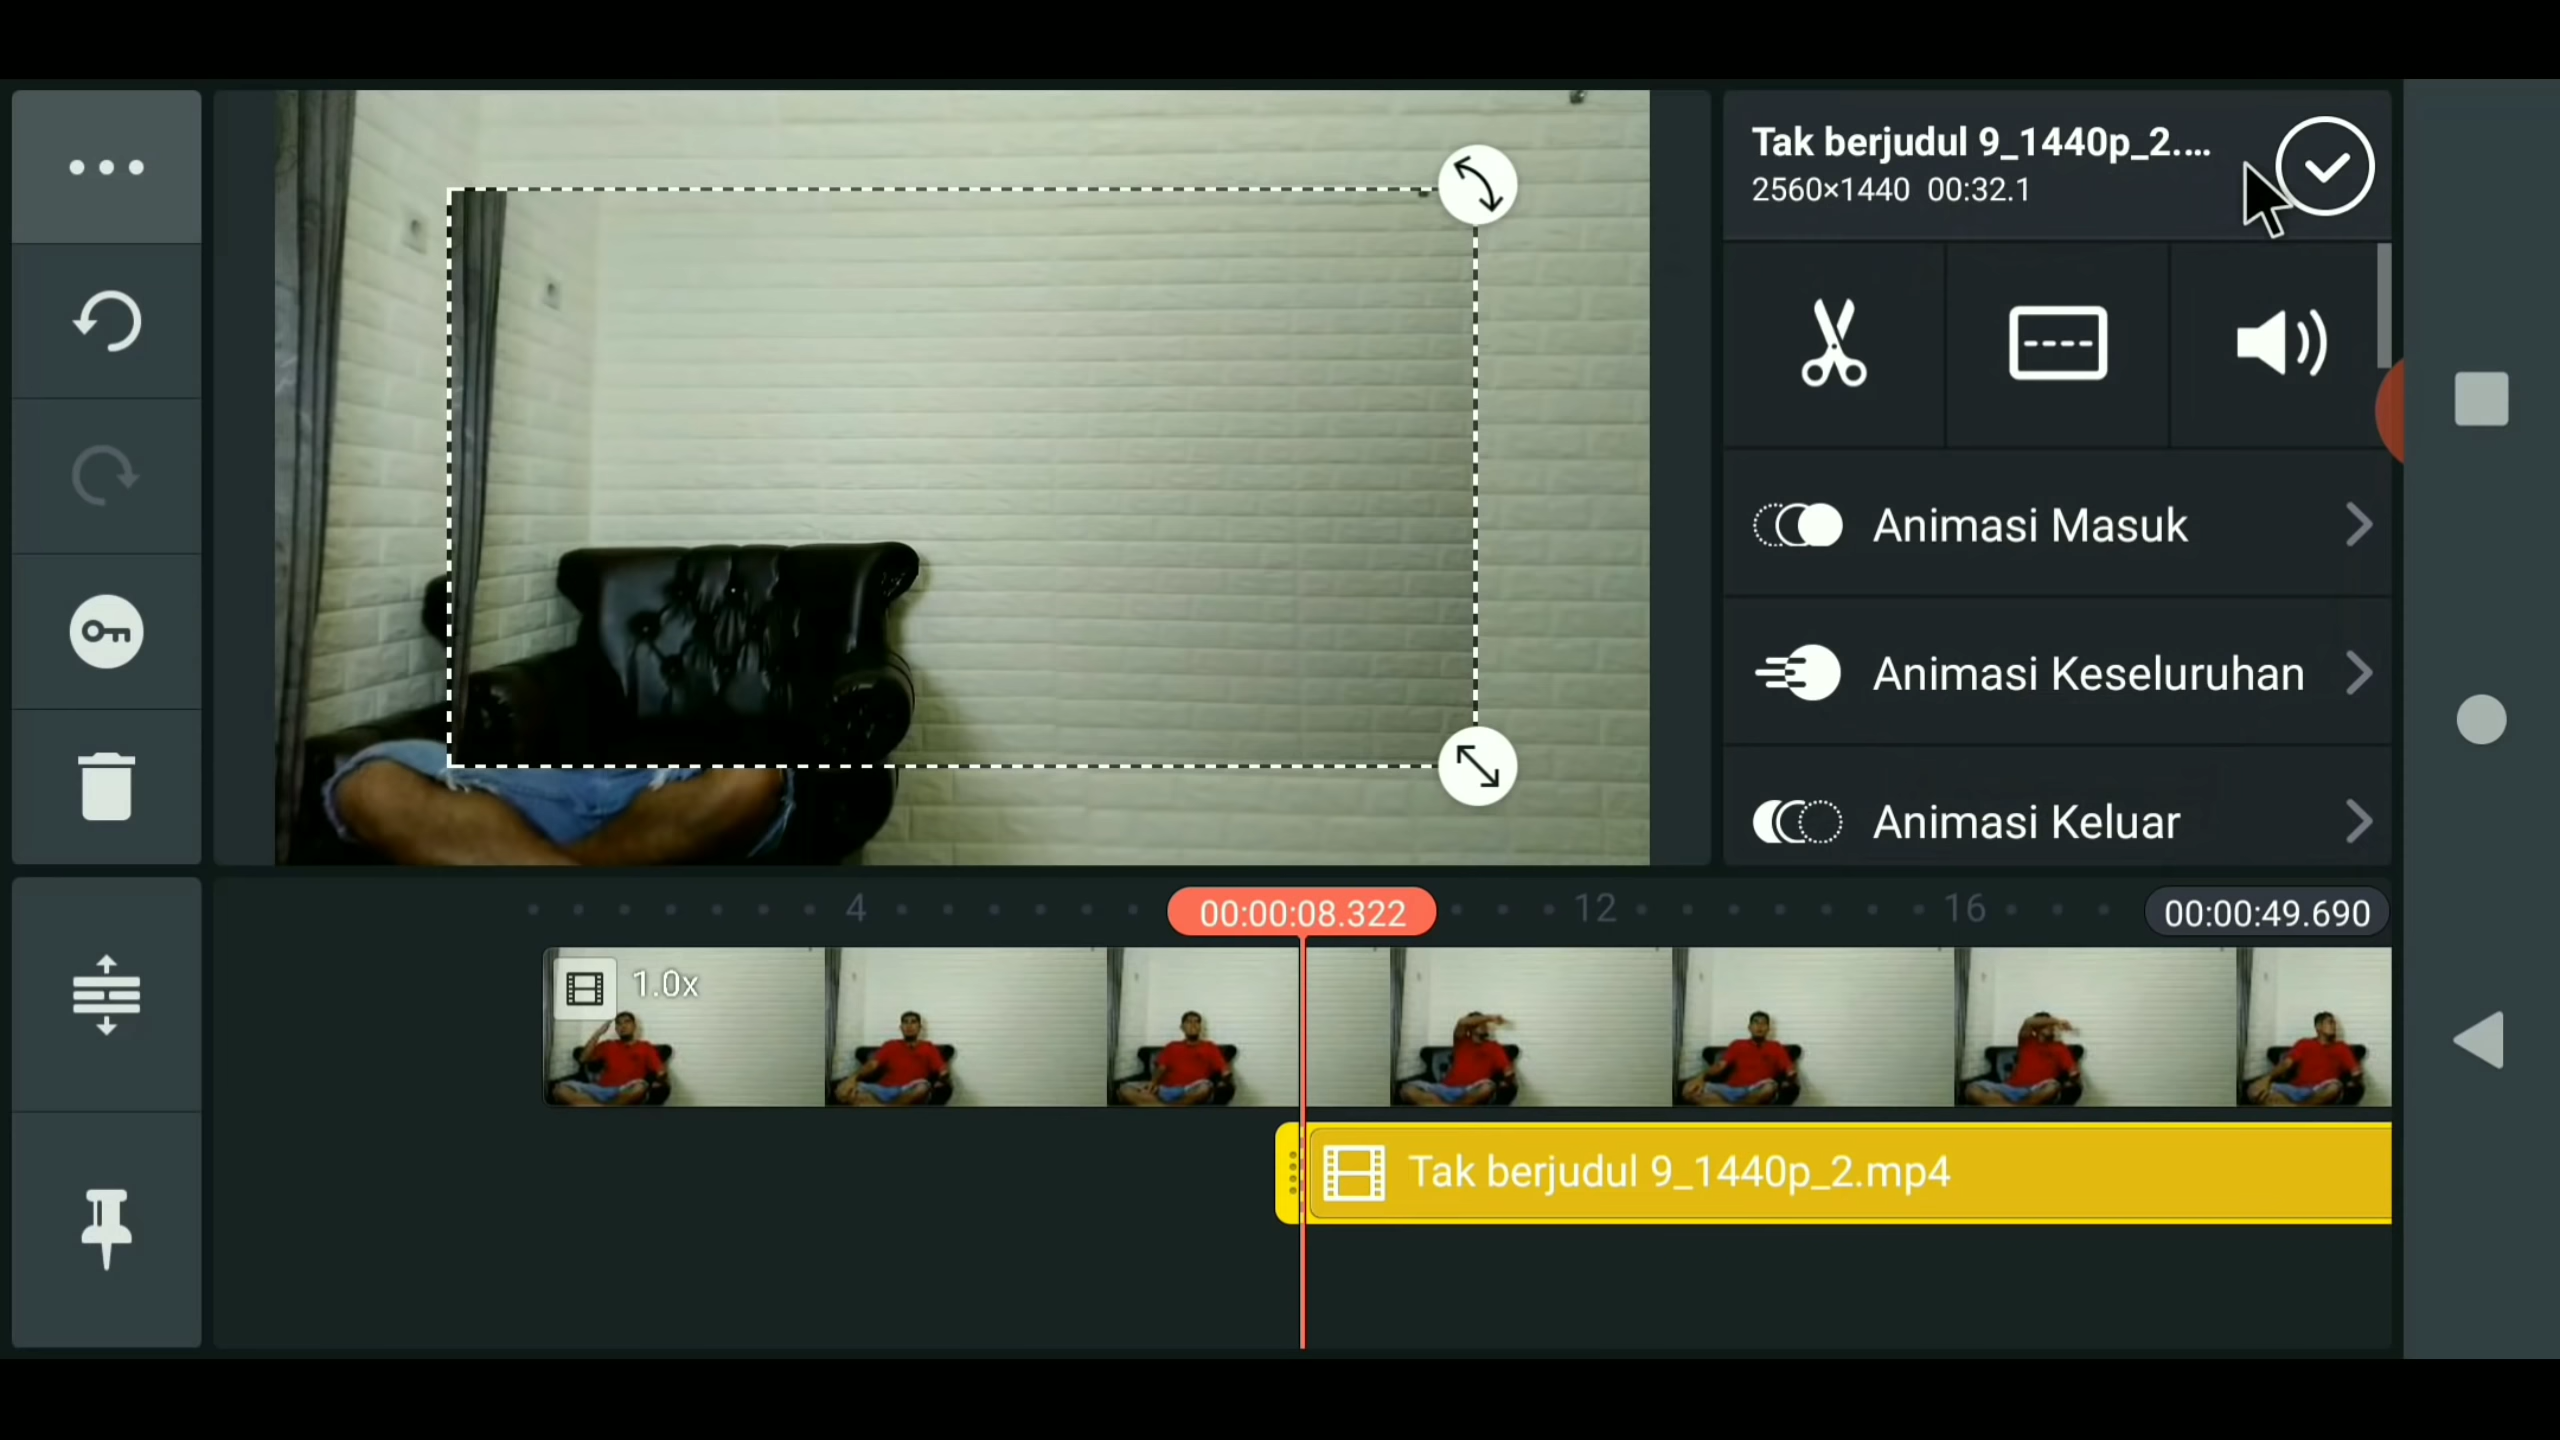 Tak berjudul 9_1440p_2....
2560×1440 00:32.1
Animasi Masuk
Animasi Keseluruhan
Animasi Keluar
4
00:00:08.322
12
16
00:00:49.690
1.0x
Tak berjudul 9_1440p_2.mp4